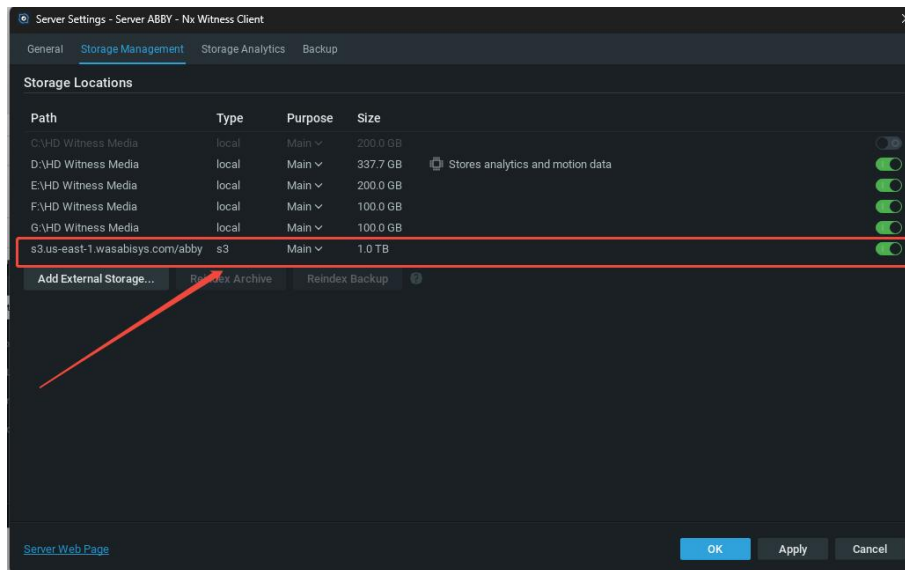 Server Settings - Server ABBY - Nx Witness Client
General Storage Management Storage Analytics Backup
Storage Locations
Path Type Purpose Size
C:\HD Witness Media local Main 200.0 GB
D:\HD Witness Media local Main 337.7 GB Stores analytics and motion data
E:\HD Witness Media local Main 200.0 GB
F:\HD Witness Media local Main 100.0 GB
G:\HD Witness Media local Main 100.0 GB
s3.us-east-1.wasabisys.com/abby s3 Main 1.0 TB
Add External Storage... Reindex Archive Reindex Backup ?
Server Web Page OK Apply Cancel